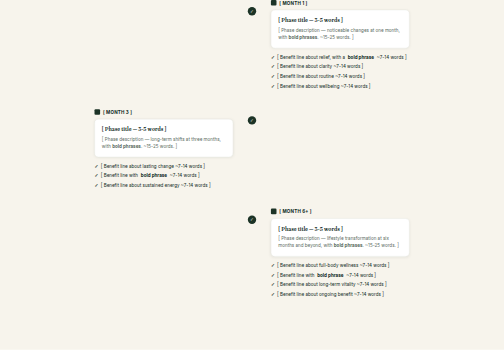 [ MONTH 1 ]
[ Phase title — 5-5 words ]
[ Phase description — noticeable changes at one month,
with bold phrases. ~15-25 words. ]
✓ [ Benefit line about relief, with a bold phrase ~7-14 words ]
✓ [ Benefit line about clarity ~7-14 words ]
✓ [ Benefit line about routine ~7-14 words ]
✓ [ Benefit line about wellbeing ~7-14 words ]
[ MONTH 3 ]
[ Phase title — 5-5 words ]
[ Phase description — long-term shifts at three months,
with bold phrases. ~15-25 words. ]
✓ [ Benefit line about lasting change ~7-14 words ]
✓ [ Benefit line with bold phrase ~7-14 words ]
✓ [ Benefit line about sustained energy ~7-14 words ]
[ MONTH 6+ ]
[ Phase title — 5-5 words ]
[ Phase description — lifestyle transformation at six
months and beyond, with bold phrases. ~15-25 words. ]
✓ [ Benefit line about full-body wellness ~7-14 words ]
✓ [ Benefit line with bold phrase ~7-14 words ]
✓ [ Benefit line about long-term vitality ~7-14 words ]
✓ [ Benefit line about ongoing benefit ~7-14 words ]